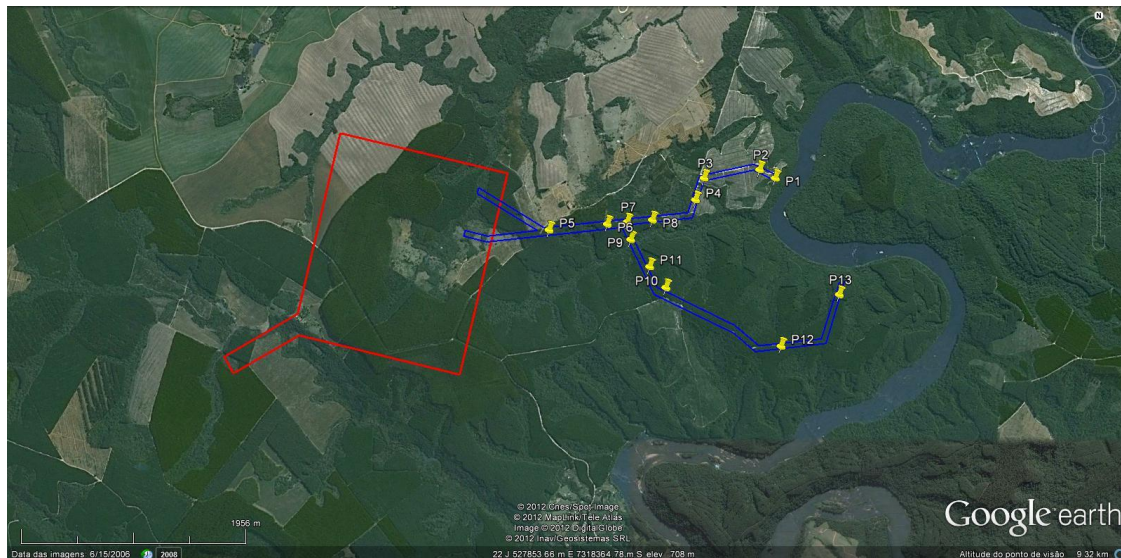 N
P2
P3
P1
P4
P7
P5
P8
P6
P9
P11
P10
P13
P12
© 2012 Cnes/Spot Image
© 2012 MapLink/Tele Atlas
Image © 2012 Digital Globe
© 2012 Inav/Geosistemas SRL
Google earth
1956 m
Data das imagens: 6/15/2006 2008 22 J 527853.66 m E 7318364.78 m S elev. 708 m Altitude do ponto de visão 9.32 km